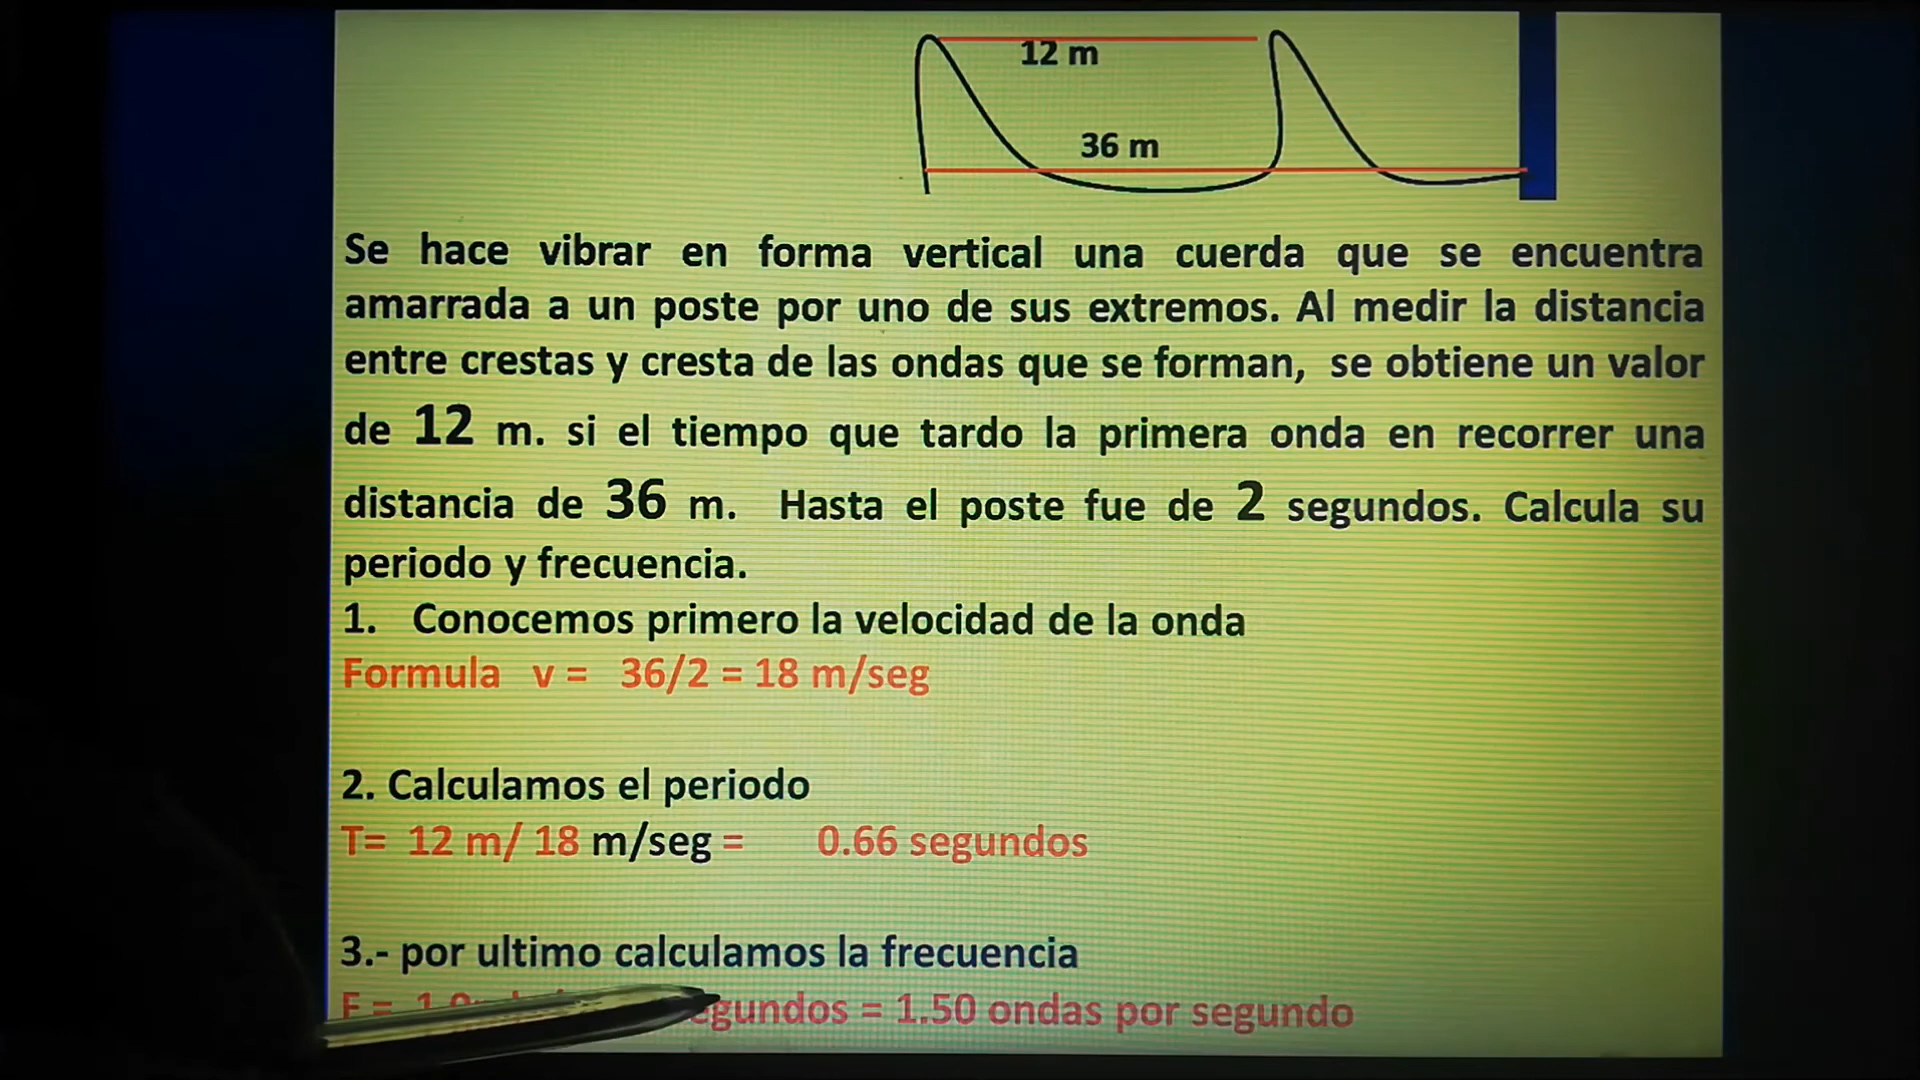 12 m
36 m
Se hace vibrar en forma vertical una cuerda que se encuentra
amarrada a un poste por uno de sus extremos. Al medir la distancia
entre crestas y cresta de las ondas que se forman, se obtiene un valor
de 12 m. si el tiempo que tardo la primera onda en recorrer una
distancia de 36 m. Hasta el poste fue de 2 segundos. Calcula su
periodo y frecuencia.
1. Conocemos primero la velocidad de la onda
Formula v = 36/2 = 18 m/seg
2. Calculamos el periodo
T= 12 m/ 18 m/seg = 0.66 segundos
3.- por ultimo calculamos la frecuencia
F = 1 = 1.50 ondas por segundo